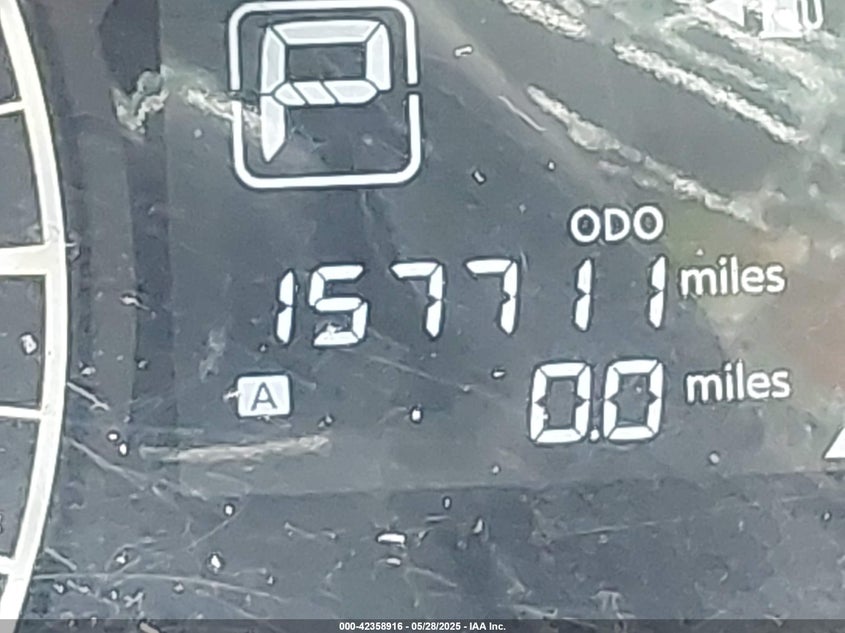 P
ODO
157711 miles
A 0.0 miles
000-42358916 - 05/28/2025 - IAA Inc.